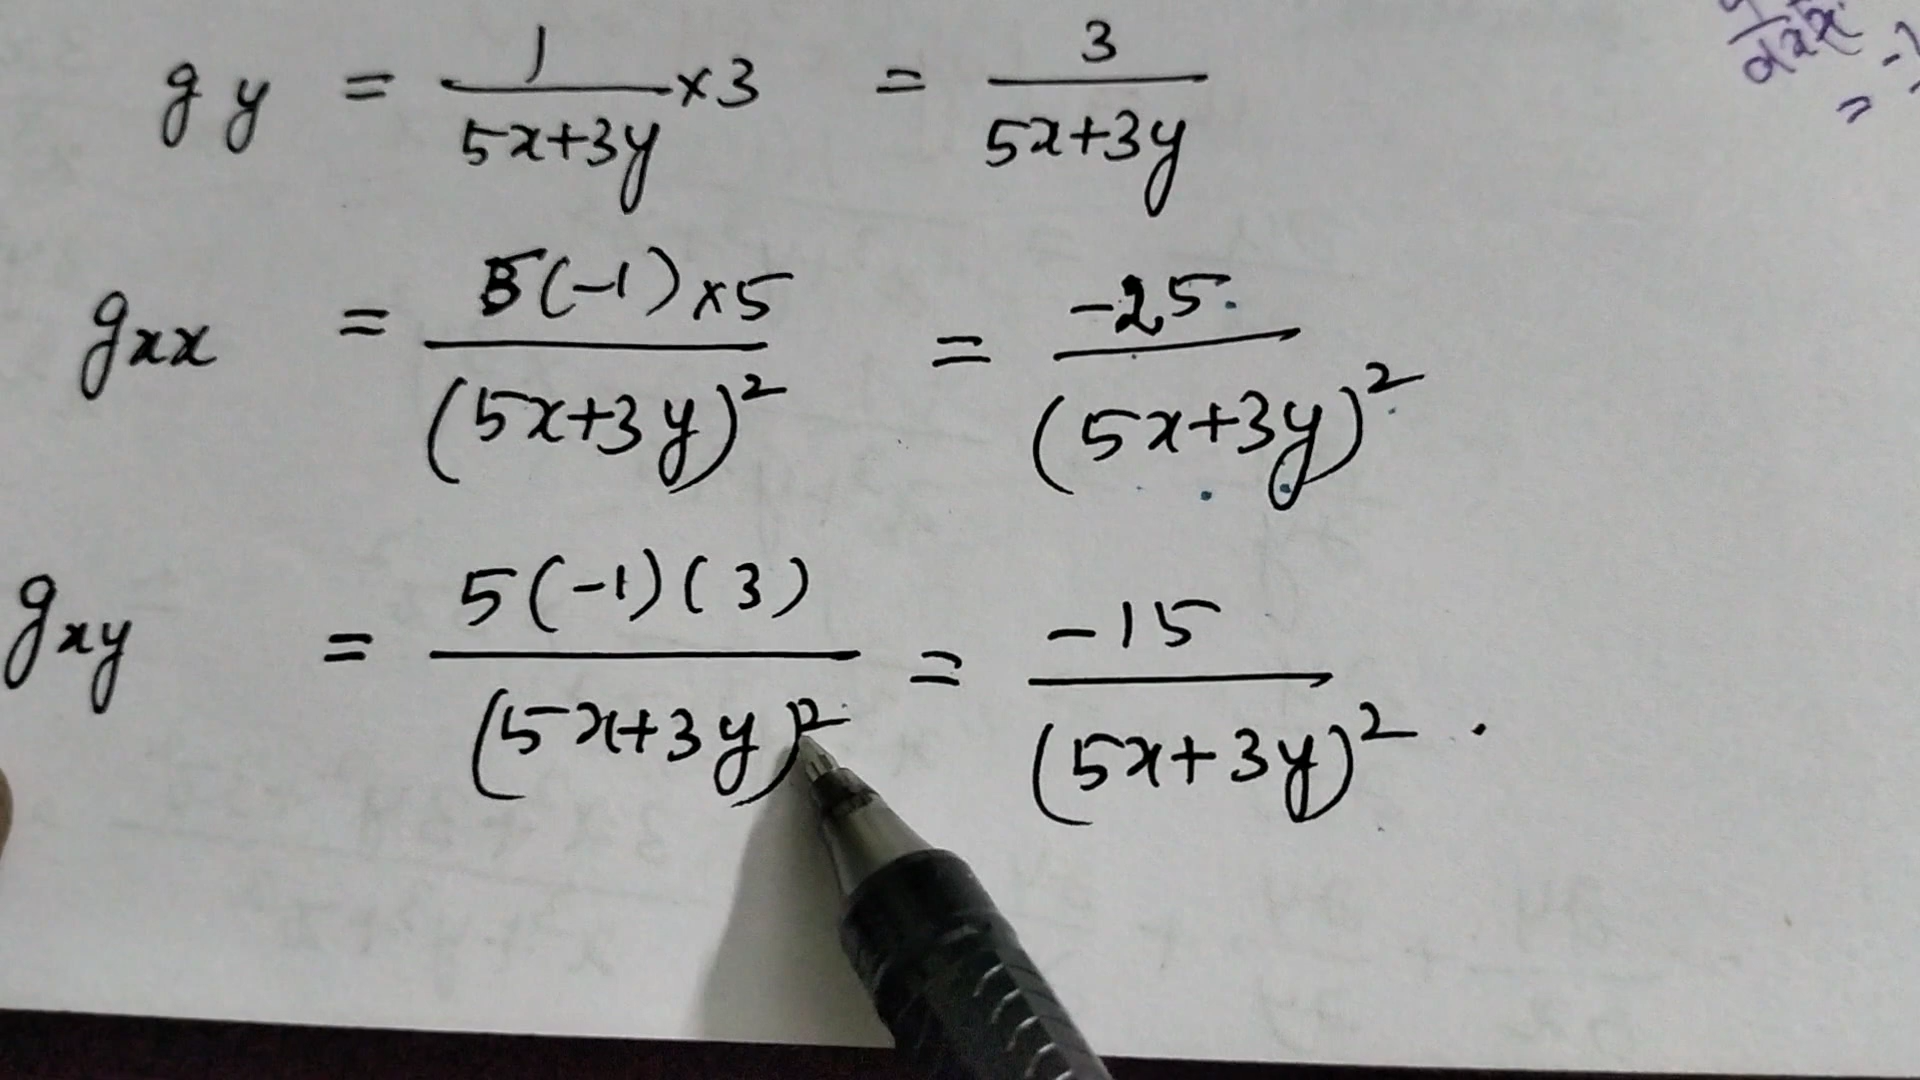 gy = 1/(5x+3y) ×3 = 3/(5x+3y)
gxx = 5(-1)×5/(5x+3y)² = -25/(5x+3y)²
gxy = 5(-1)(3)/(5x+3y)² = -15/(5x+3y)².